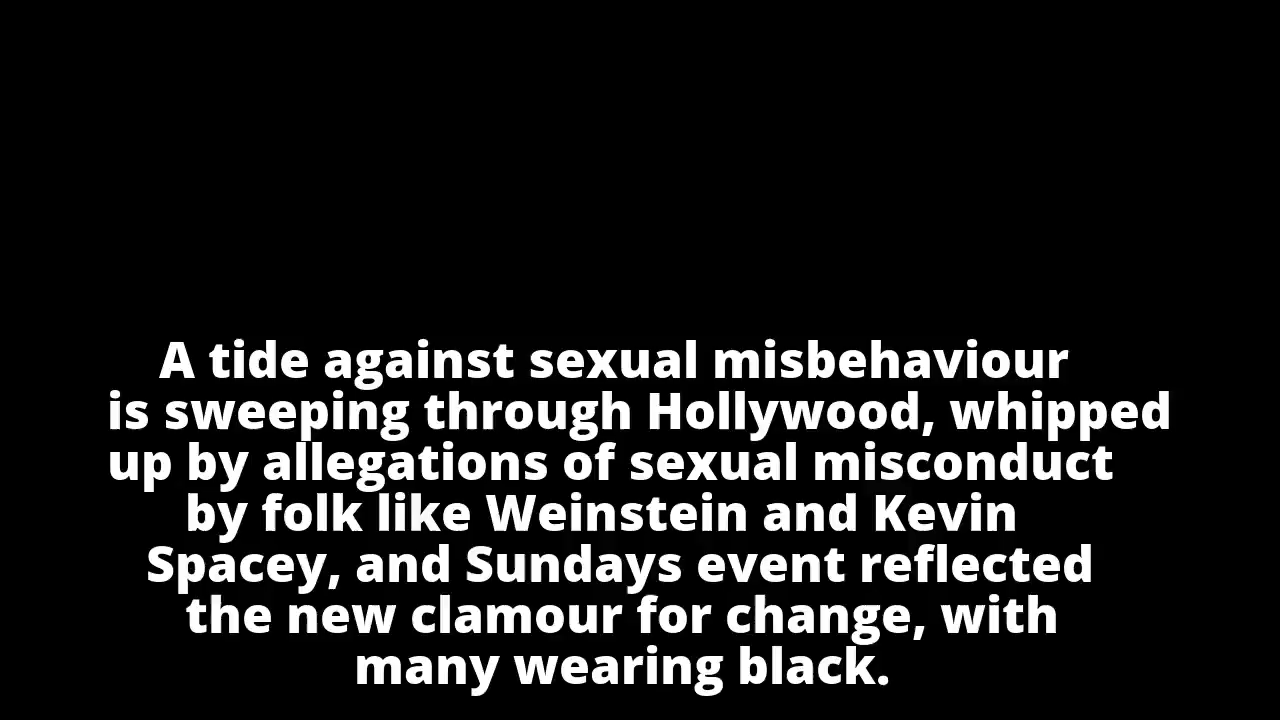 A tide against sexual misbehaviour
is sweeping through Hollywood, whipped
up by allegations of sexual misconduct
by folk like Weinstein and Kevin
Spacey, and Sundays event reflected
the new clamour for change, with
many wearing black.